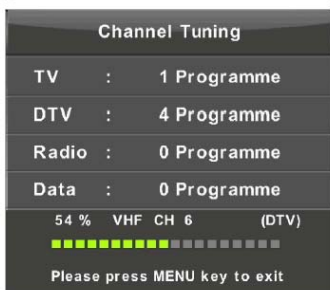 Channel Tuning
TV : 1 Programme
DTV : 4 Programme
Radio : 0 Programme
Data : 0 Programme
54 % VHF CH 6 (DTV)
Please press MENU key to exit